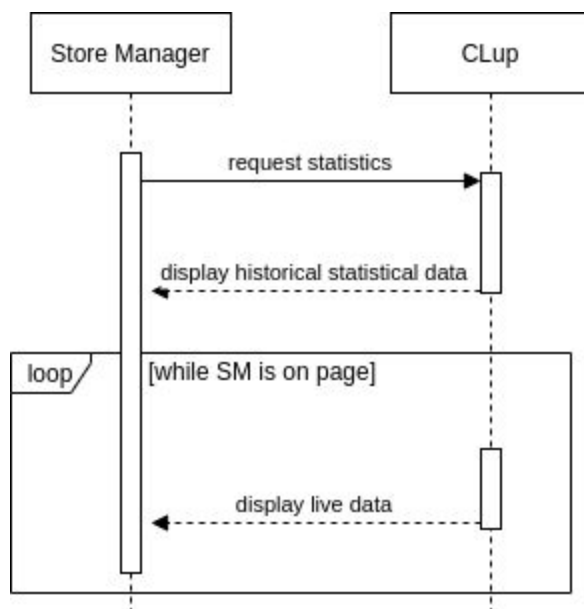 Store Manager
CLup
request statistics
display historical statistical data
loop
[while SM is on page]
display live data